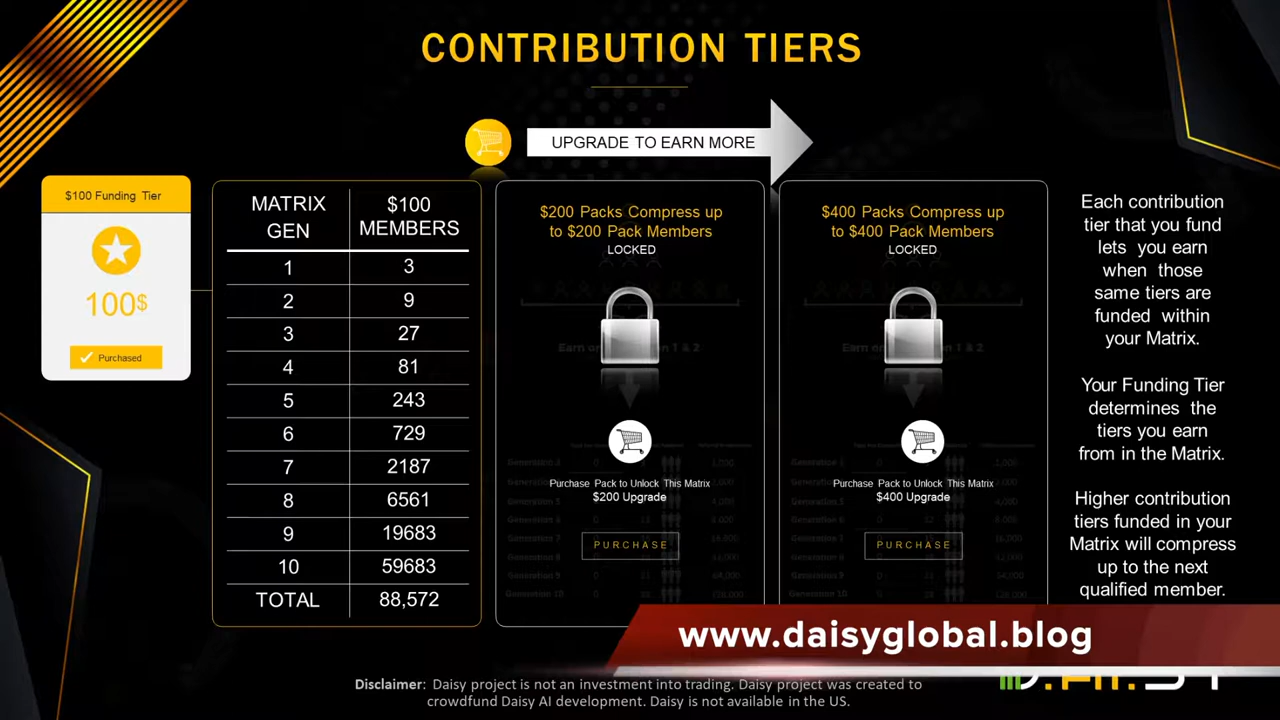 CONTRIBUTION TIERS
UPGRADE TO EARN MORE
$100 Funding Tier
100$
Purchased
MATRIX GEN $100 MEMBERS
1 3
2 9
3 27
4 81
5 243
6 729
7 2187
8 6561
9 19683
10 59683
TOTAL 88,572
$200 Packs Compress up
to $200 Pack Members
LOCKED
Purchase Pack to Unlock This Matrix
$200 Upgrade
PURCHASE
$400 Packs Compress up
to $400 Pack Members
LOCKED
Purchase Pack to Unlock This Matrix
$400 Upgrade
PURCHASE
Each contribution
tier that you fund
lets you earn
when those
same tiers are
funded within
your Matrix.
Your Funding Tier
determines the
tiers you earn
from in the Matrix.
Higher contribution
tiers funded in your
Matrix will compress
up to the next
qualified member.
www.daisyglobal.blog
Disclaimer: Daisy project is not an investment into trading. Daisy project was created to
crowdfund Daisy AI development. Daisy is not available in the US.